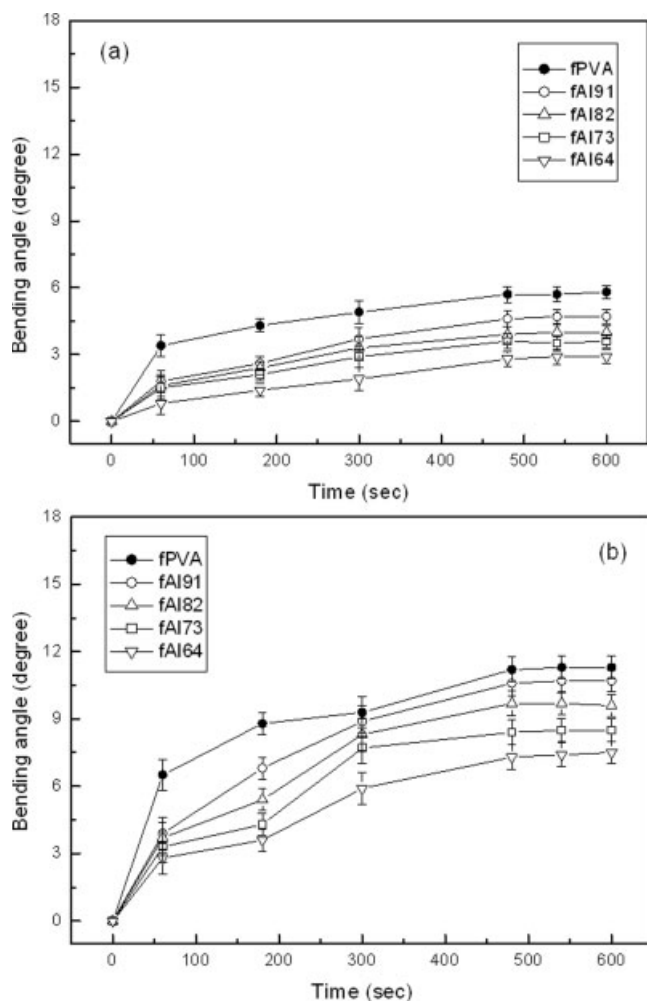 (a)
fPVA
fAI91
fAI82
fAI73
fAI64
18
15
12
9
6
3
0
Bending angle (degree)
0 100 200 300 400 500 600
Time (sec)
(b)
fPVA
fAI91
fAI82
fAI73
fAI64
18
15
12
9
6
3
0
Bending angle (degree)
0 100 200 300 400 500 600
Time (sec)